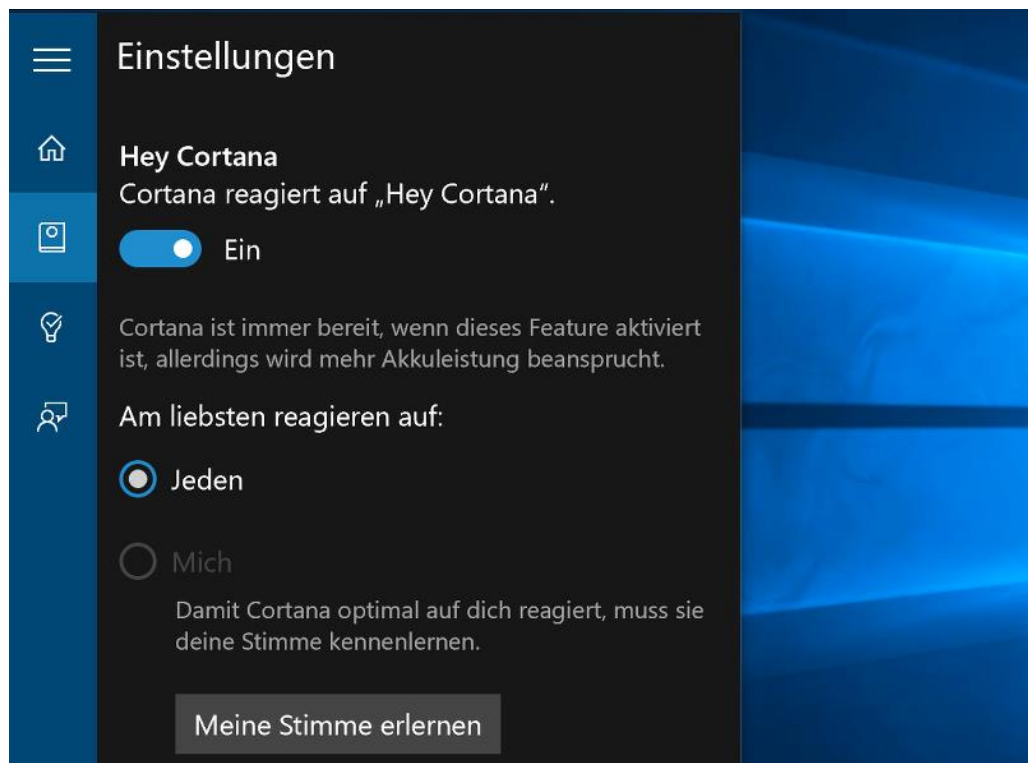 Einstellungen
Hey Cortana
Cortana reagiert auf „Hey Cortana“.
Ein
Cortana ist immer bereit, wenn dieses Feature aktiviert
ist, allerdings wird mehr Akkuleistung beansprucht.
Am liebsten reagieren auf:
Jeden
Mich
Damit Cortana optimal auf dich reagiert, muss sie
deine Stimme kennenlernen.
Meine Stimme erlernen